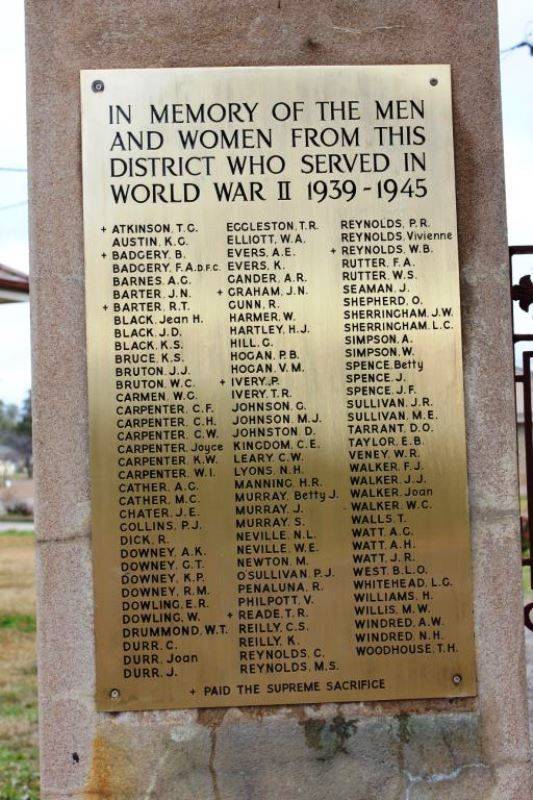 IN MEMORY OF THE MEN
AND WOMEN FROM THIS
DISTRICT WHO SERVED IN
WORLD WAR II 1939-1945
+ ATKINSON, T.G.
AUSTIN, K.G.
+ BADGERY, B.
BADGERY, F.A. D.F.C.
BARNES, A.G.
BARTER, J.N.
+ BARTER, R.T.
BLACK, Jean H.
BLACK, J.D.
BLACK, K.S.
BRUCE, K.S.
BRUTON, J.J.
BRUTON, W.C.
CARMEN, W.G.
CARPENTER, C.F.
CARPENTER, C.H.
CARPENTER, C.W.
CARPENTER, Joyce
CARPENTER, K.W.
CARPENTER, W.I.
CATHER, A.G.
CATHER, M.C.
CHATER, J.E.
COLLINS, P.J.
DICK, R.
DOWNEY, A.K.
DOWNEY, G.T.
DOWNEY, K.P.
DOWNEY, R.M.
DOWLING, E.R.
DOWLING, W.
DRUMMOND, W.T.
DURR, C.
DURR, Joan
DURR, J.
EGGLESTON, T.R.
ELLIOTT, W.A.
EVERS, A.E.
EVERS, K.
GANDER, A.R.
+ GRAHAM, J.N.
GUNN, R.
HARMER, W.
HARTLEY, H.J.
HILL, G.
HOGAN, P.B.
HOGAN, V.M.
+ IVERY, P.
IVERY, T.R.
JOHNSON, G.
JOHNSON, M.J.
JOHNSTON, D.
KINGDOM, C.E.
LEARY, C.W.
LYONS, N.H.
MANNING, H.R.
MURRAY, Betty J.
MURRAY, J.
MURRAY, S.
NEVILLE, N.L.
NEVILLE, W.E.
NEWTON, M.
O'SULLIVAN, P.J.
PENALUNA, R.
PHILPOTT, V.
+ READE, T.R.
REILLY, C.S.
REILLY, K.
REYNOLDS, C.
REYNOLDS, M.S.
REYNOLDS, P.R.
REYNOLDS, Vivienne
+ REYNOLDS, W.B.
RUTTER, F.A.
RUTTER, W.S.
SEAMAN, J.
SHEPHERD, O.
SHERRINGHAM, J.W.
SHERRINGHAM, L.C.
SIMPSON, A.
SIMPSON, W.
SPENCE, Betty
SPENCE, J.
SPENCE, J.F.
SULLIVAN, J.R.
SULLIVAN, M.E.
TARRANT, D.O.
TAYLOR, E.B.
VENEY, W.R.
WALKER, F.J.
WALKER, J.J.
WALKER, Joan
WALKER, W.C.
WALLS, T.
WATT, A.G.
WATT, A.H.
WATT, J.R.
WEST, B.L.O.
WHITEHEAD, L.G.
WILLIAMS, H.
WILLIS, M.W.
WINDRED, A.W.
WINDRED, N.H.
WOODHOUSE, T.H.
+ PAID THE SUPREME SACRIFICE